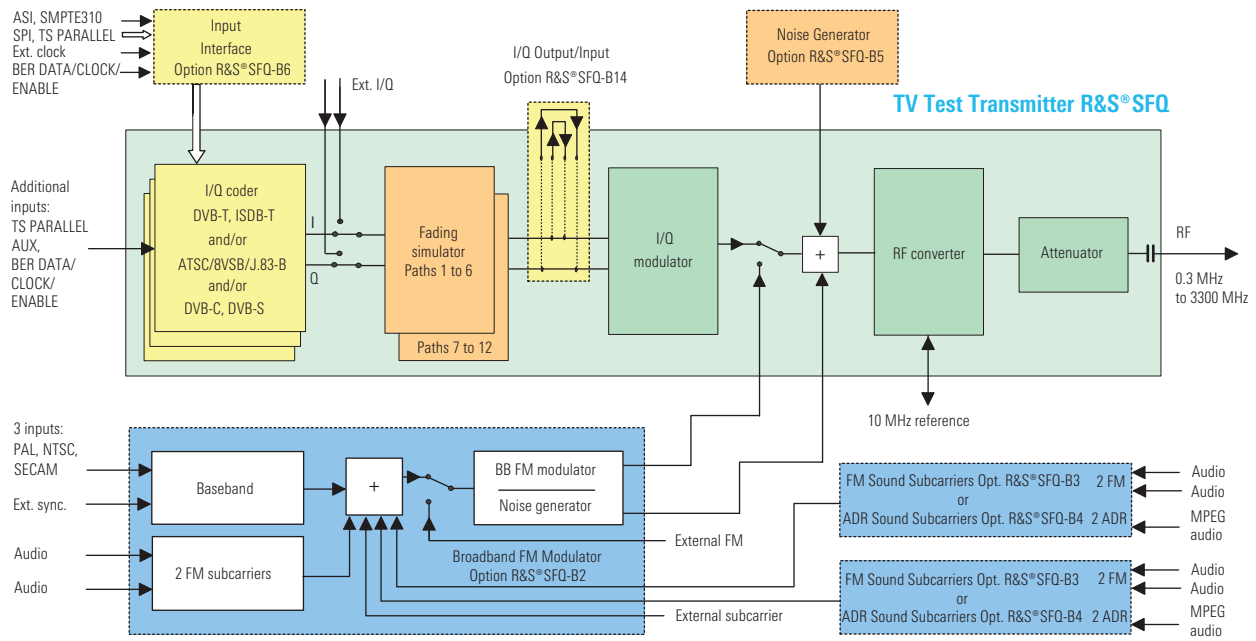 ASI, SMPTE310
SPI, TS PARALLEL
Ext. clock
BER DATA/CLOCK/
ENABLE
Input
Interface
Option R&S®SFQ-B6
Ext. I/Q
I/Q Output/Input
Option R&S®SFQ-B14
Noise Generator
Option R&S®SFQ-B5
TV Test Transmitter R&S®SFQ
Additional
inputs:
TS PARALLEL
AUX,
BER DATA/
CLOCK/
ENABLE
I/Q coder
DVB-T, ISDB-T
and/or
ATSC/8VSB/J.83-B
and/or
DVB-C, DVB-S
I
Q
Fading
simulator
Paths 1 to 6
Paths 7 to 12
I/Q
modulator
+
RF converter
Attenuator
RF
0.3 MHz
to 3300 MHz
10 MHz reference
3 inputs:
PAL, NTSC,
SECAM
Ext. sync.
Audio
Audio
Baseband
2 FM subcarriers
+
BB FM modulator
Noise generator
Broadband FM Modulator
Option R&S®SFQ-B2
External FM
External subcarrier
FM Sound Subcarriers Opt. R&S®SFQ-B3 2 FM
or
ADR Sound Subcarriers Opt. R&S®SFQ-B4 2 ADR
Audio
Audio
MPEG
audio
FM Sound Subcarriers Opt. R&S®SFQ-B3 2 FM
or
ADR Sound Subcarriers Opt. R&S®SFQ-B4 2 ADR
Audio
Audio
MPEG
audio